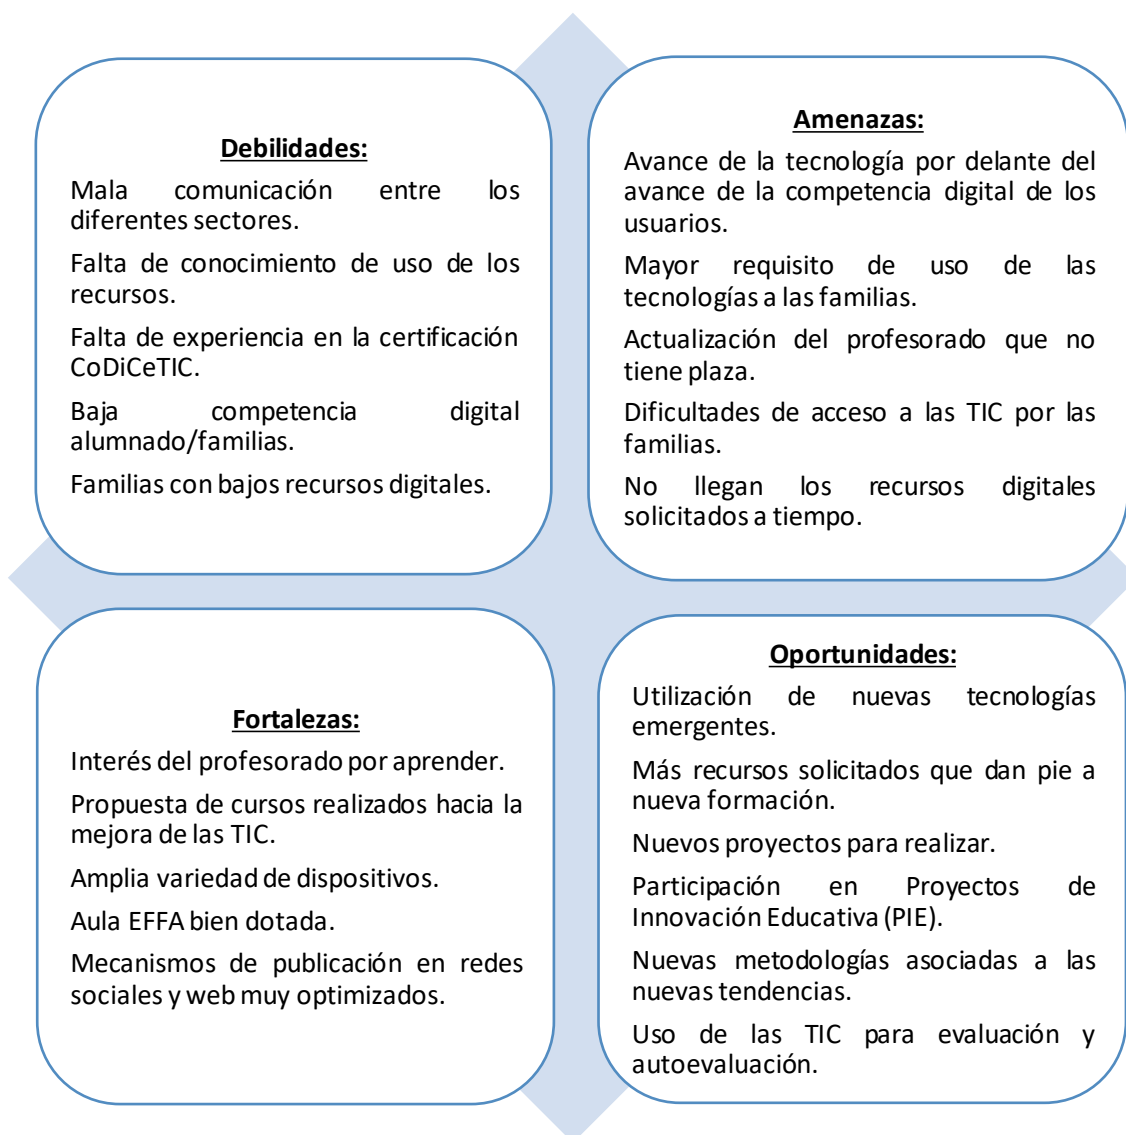 Debilidades:
Mala comunicación entre los
diferentes sectores.
Falta de conocimiento de uso de los
recursos.
Falta de experiencia en la certificación
CoDiCeTIC.
Baja competencia digital
alumnado/familias.
Familias con bajos recursos digitales.
Amenazas:
Avance de la tecnología por delante del
avance de la competencia digital de los
usuarios.
Mayor requisito de uso de las
tecnologías a las familias.
Actualización del profesorado que no
tiene plaza.
Dificultades de acceso a las TIC por las
familias.
No llegan los recursos digitales
solicitados a tiempo.
Fortalezas:
Interés del profesorado por aprender.
Propuesta de cursos realizados hacia la
mejora de las TIC.
Amplia variedad de dispositivos.
Aula EFFA bien dotada.
Mecanismos de publicación en redes
sociales y web muy optimizados.
Oportunidades:
Utilización de nuevas tecnologías
emergentes.
Más recursos solicitados que dan pie a
nueva formación.
Nuevos proyectos para realizar.
Participación en Proyectos de
Innovación Educativa (PIE).
Nuevas metodologías asociadas a las
nuevas tendencias.
Uso de las TIC para evaluación y
autoevaluación.